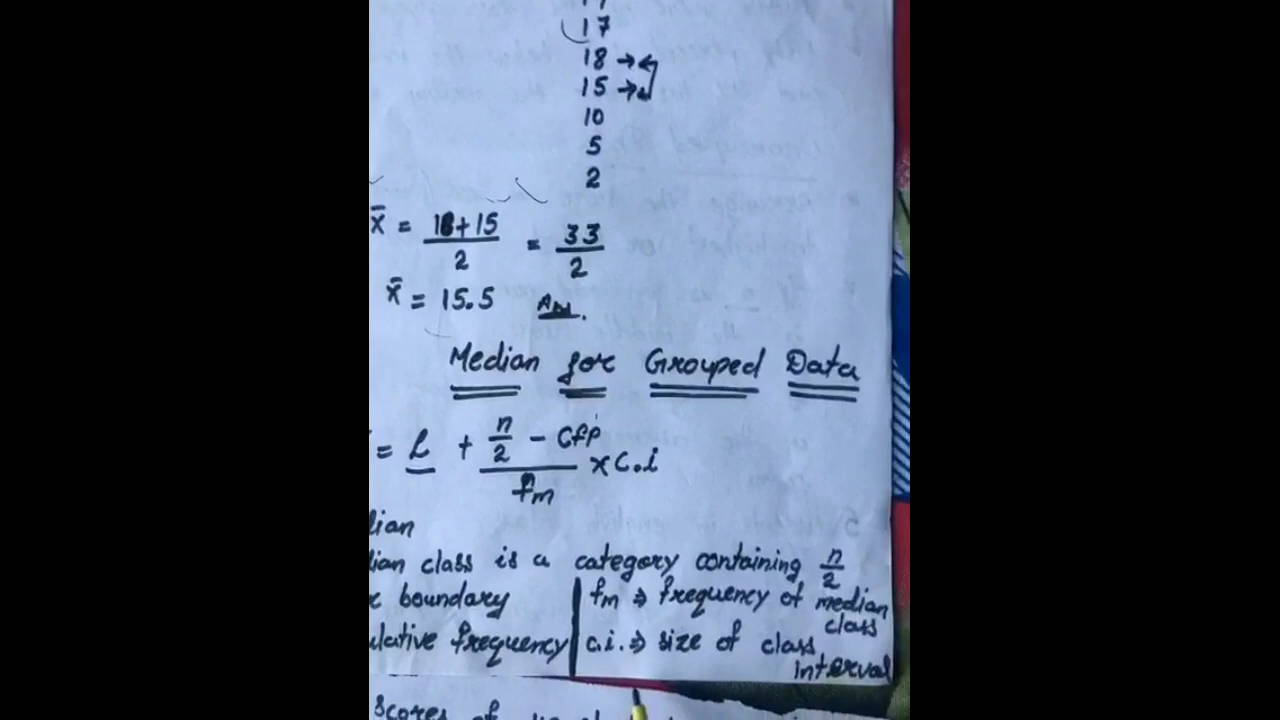 17
18
15
10
5
2
x̄ = 18+15/2 = 33/2
x̄ = 15.5 Ans.
Median for Grouped Data
= L + n/2 - cfp/fm x c.i
lian
lian class is a category containing n/2
boundary
fm ⇒ frequency of median class
ulative frequency
c.i. ⇒ size of class interval
scores of